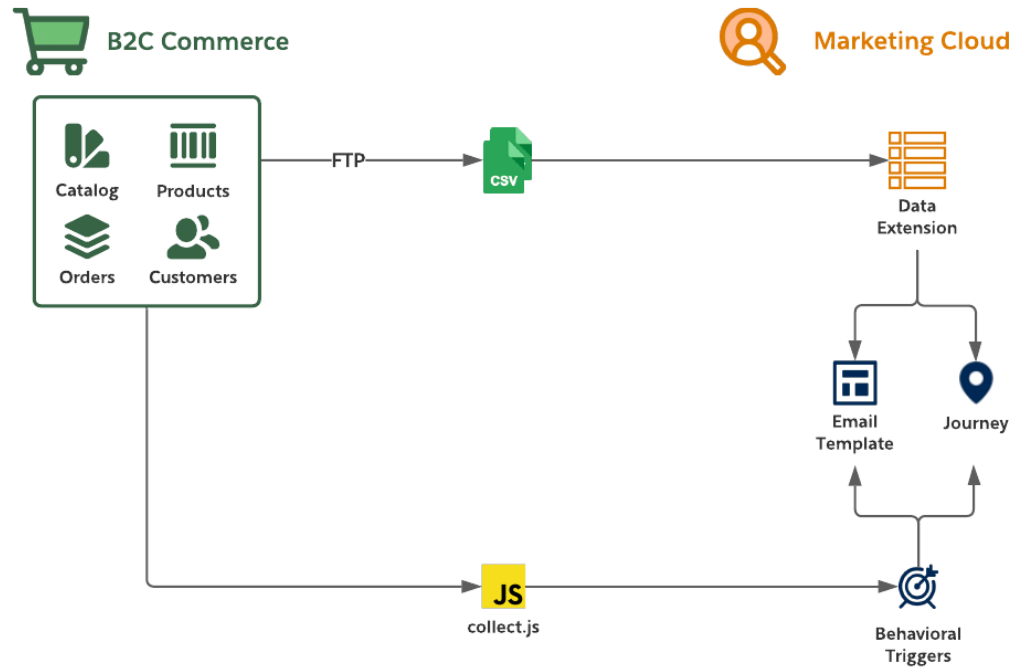 B2C Commerce
Marketing Cloud
Catalog
Products
Orders
Customers
FTP
CSV
Data
Extension
Email
Template
Journey
JS
collect.js
Behavioral
Triggers